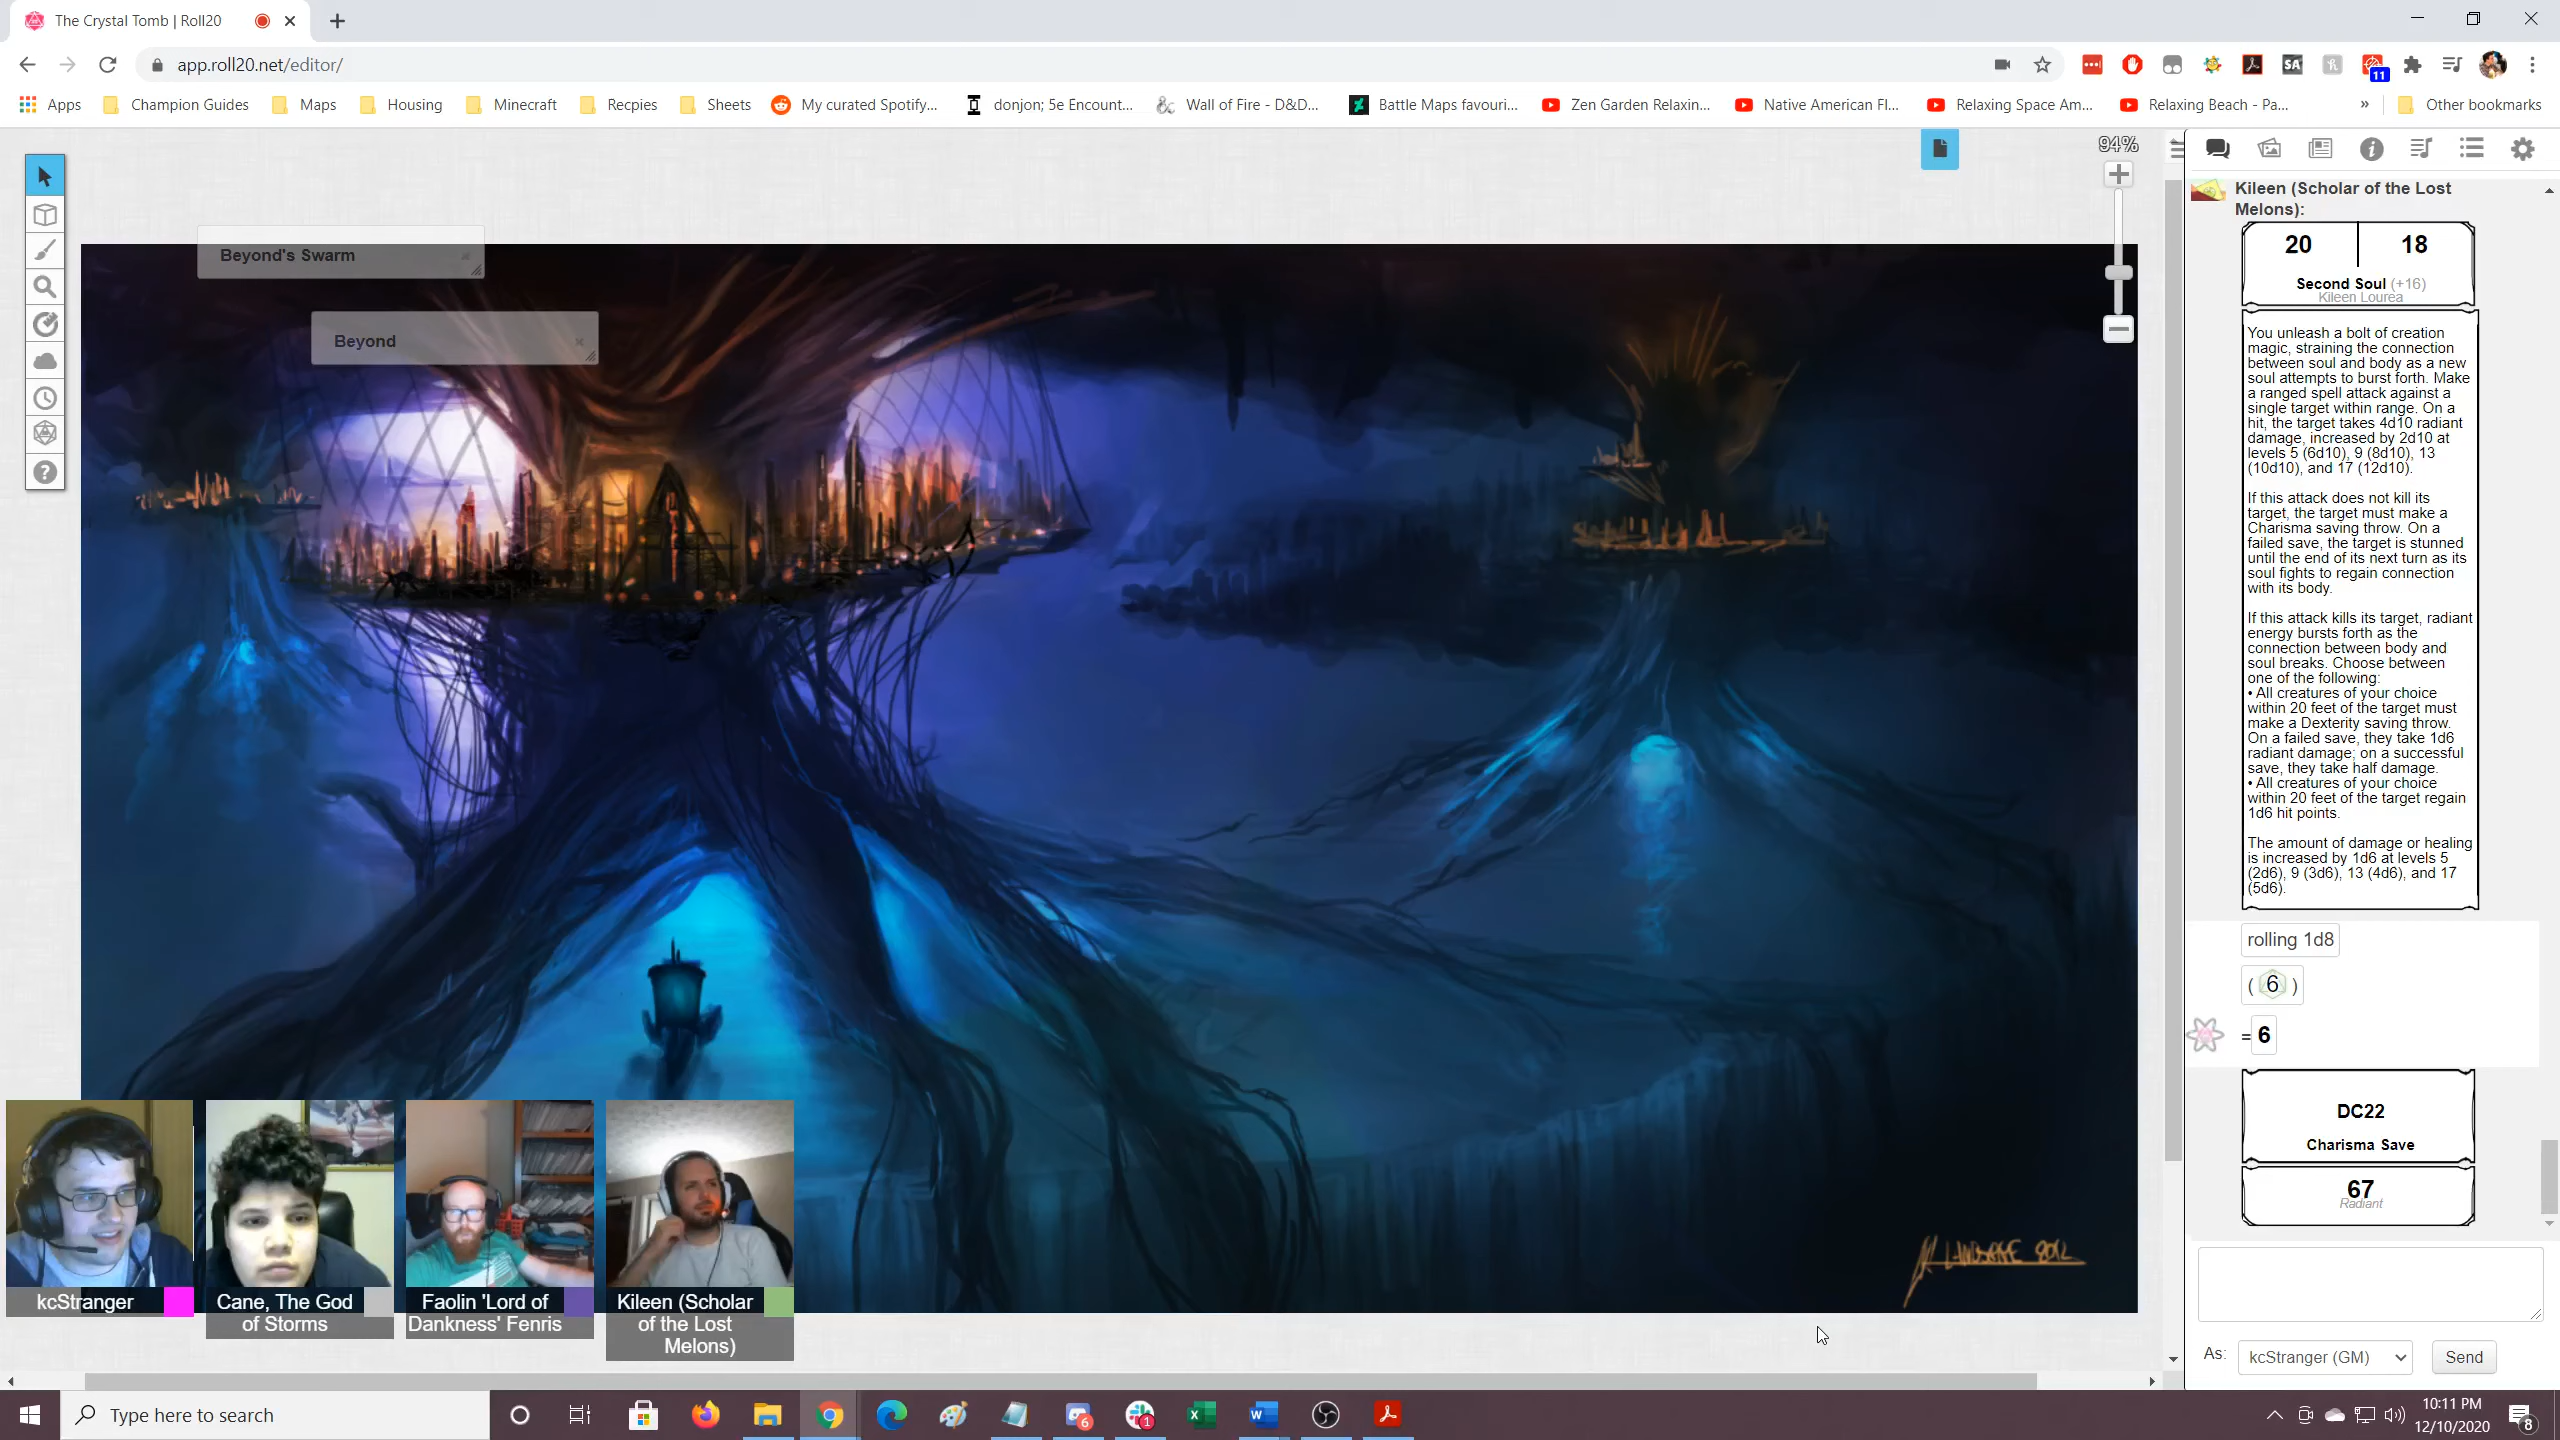 The Crystal Tomb | Roll20
app.roll20.net/editor/
11
Apps
Champion Guides
Maps
Housing
Minecraft
Recpies
Sheets
My curated Spotify...
donjon; 5e Encount...
Wall of Fire - D&D...
Battle Maps favouri...
Zen Garden Relaxin...
Native American Fl...
Relaxing Space Am...
Relaxing Beach - Pa...
»
Other bookmarks
94%
Beyond's Swarm
Beyond
Kileen (Scholar of the Lost
Melons):
20 18
Second Soul (+16)
Kileen Lourea
You unleash a bolt of creation
magic, straining the connection
between soul and body as a new
soul attempts to burst forth. Make
a ranged spell attack against a
single target within range. On a
hit, the target takes 4d10 radiant
damage, increased by 2d10 at
levels 5 (6d10), 9 (8d10), 13
(10d10), and 17 (12d10).
If this attack does not kill its
target, the target must make a
Charisma saving throw. On a
failed save, the target is stunned
until the end of its next turn as its
soul fights to regain connection
with its body.
If this attack kills its target, radiant
energy bursts forth as the
connection between body and
soul breaks. Choose between
one of the following:
• All creatures of your choice
within 20 feet of the target must
make a Dexterity saving throw.
On a failed save, they take 1d6
radiant damage; on a successful
save, they take half damage.
• All creatures of your choice
within 20 feet of the target regain
1d6 hit points.
The amount of damage or healing
is increased by 1d6 at levels 5
(2d6), 9 (3d6), 13 (4d6), and 17
(5d6).
rolling 1d8
( 6 )
= 6
DC22
Charisma Save
67
Radiant
kcStranger
Cane, The God
of Storms
Faolin 'Lord of
Dankness' Fenris
Kileen (Scholar
of the Lost
Melons)
As:
kcStranger (GM)
Send
Type here to search
6
1
10:11 PM
12/10/2020
8